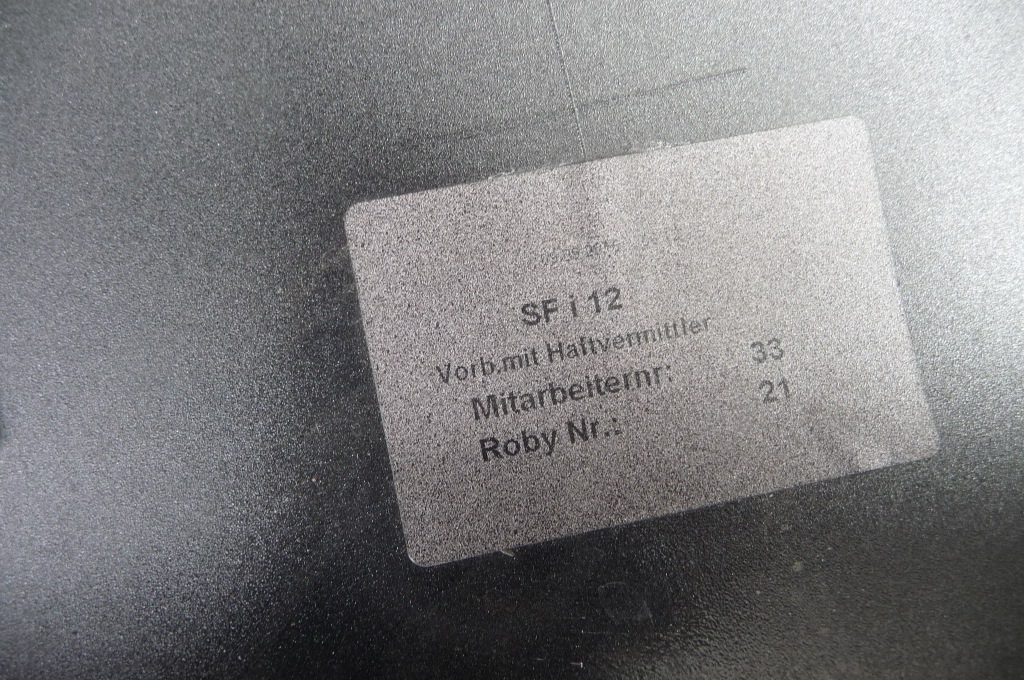 SF i 12
Vorb.mit Haftvermittler
Mitarbeiternr: 33
Roby Nr.: 21